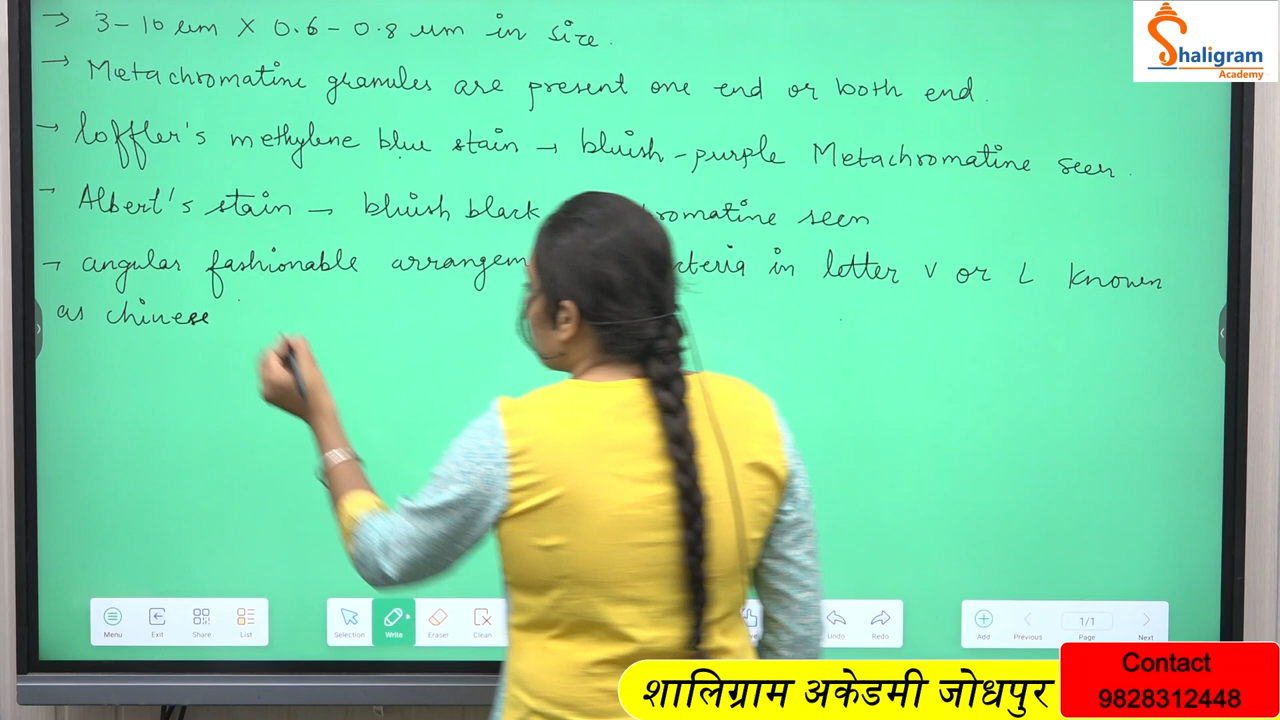 → 3-10 um X 0.6-0.8 um in size.
→ Metachromatine granules are present one end or both end.
→ loffler's methylene blue stain → bluish-purple Metachromatine seen.
→ Albert's stain → bluish black seen
→ angular fashionable in letter V or L known
as chinese
Shaligram
Academy
Menu Exit Share List Selection Write Eraser Clean Undo Redo Add Previous 1/1 Page Next
शालिग्राम अकेडमी जोधपुर
Contact
9828312448